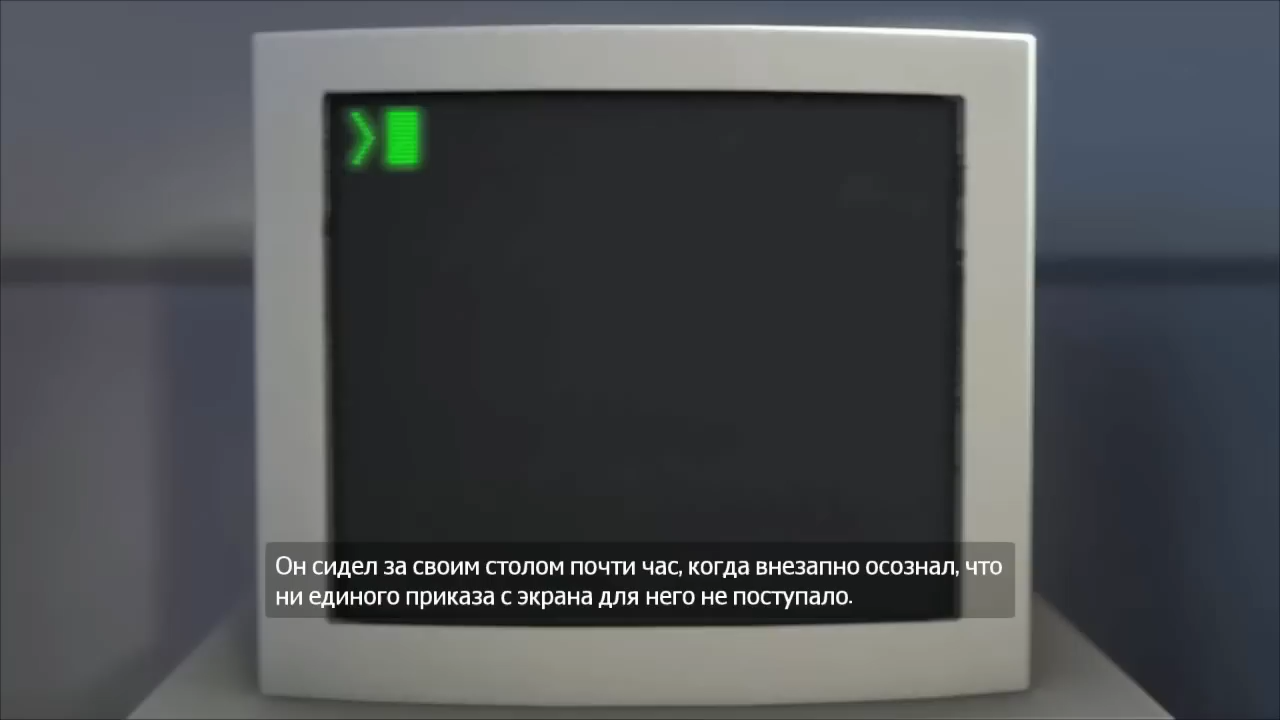 >
Он сидел за своим столом почти час, когда внезапно осознал, что
ни единого приказа с экрана для него не поступало.